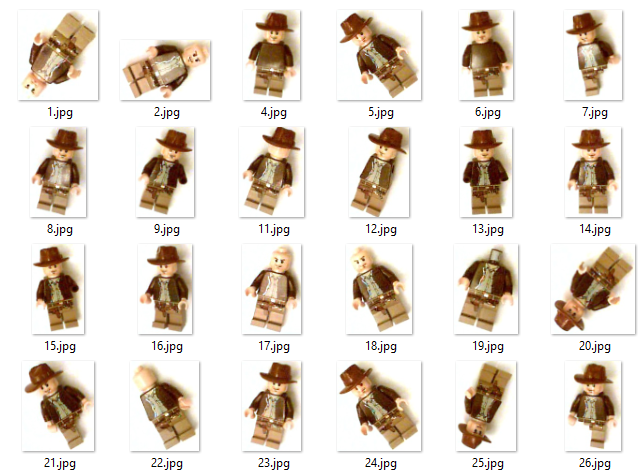 1.jpg 2.jpg 4.jpg 5.jpg 6.jpg 7.jpg
8.jpg 9.jpg 11.jpg 12.jpg 13.jpg 14.jpg
15.jpg 16.jpg 17.jpg 18.jpg 19.jpg 20.jpg
21.jpg 22.jpg 23.jpg 24.jpg 25.jpg 26.jpg